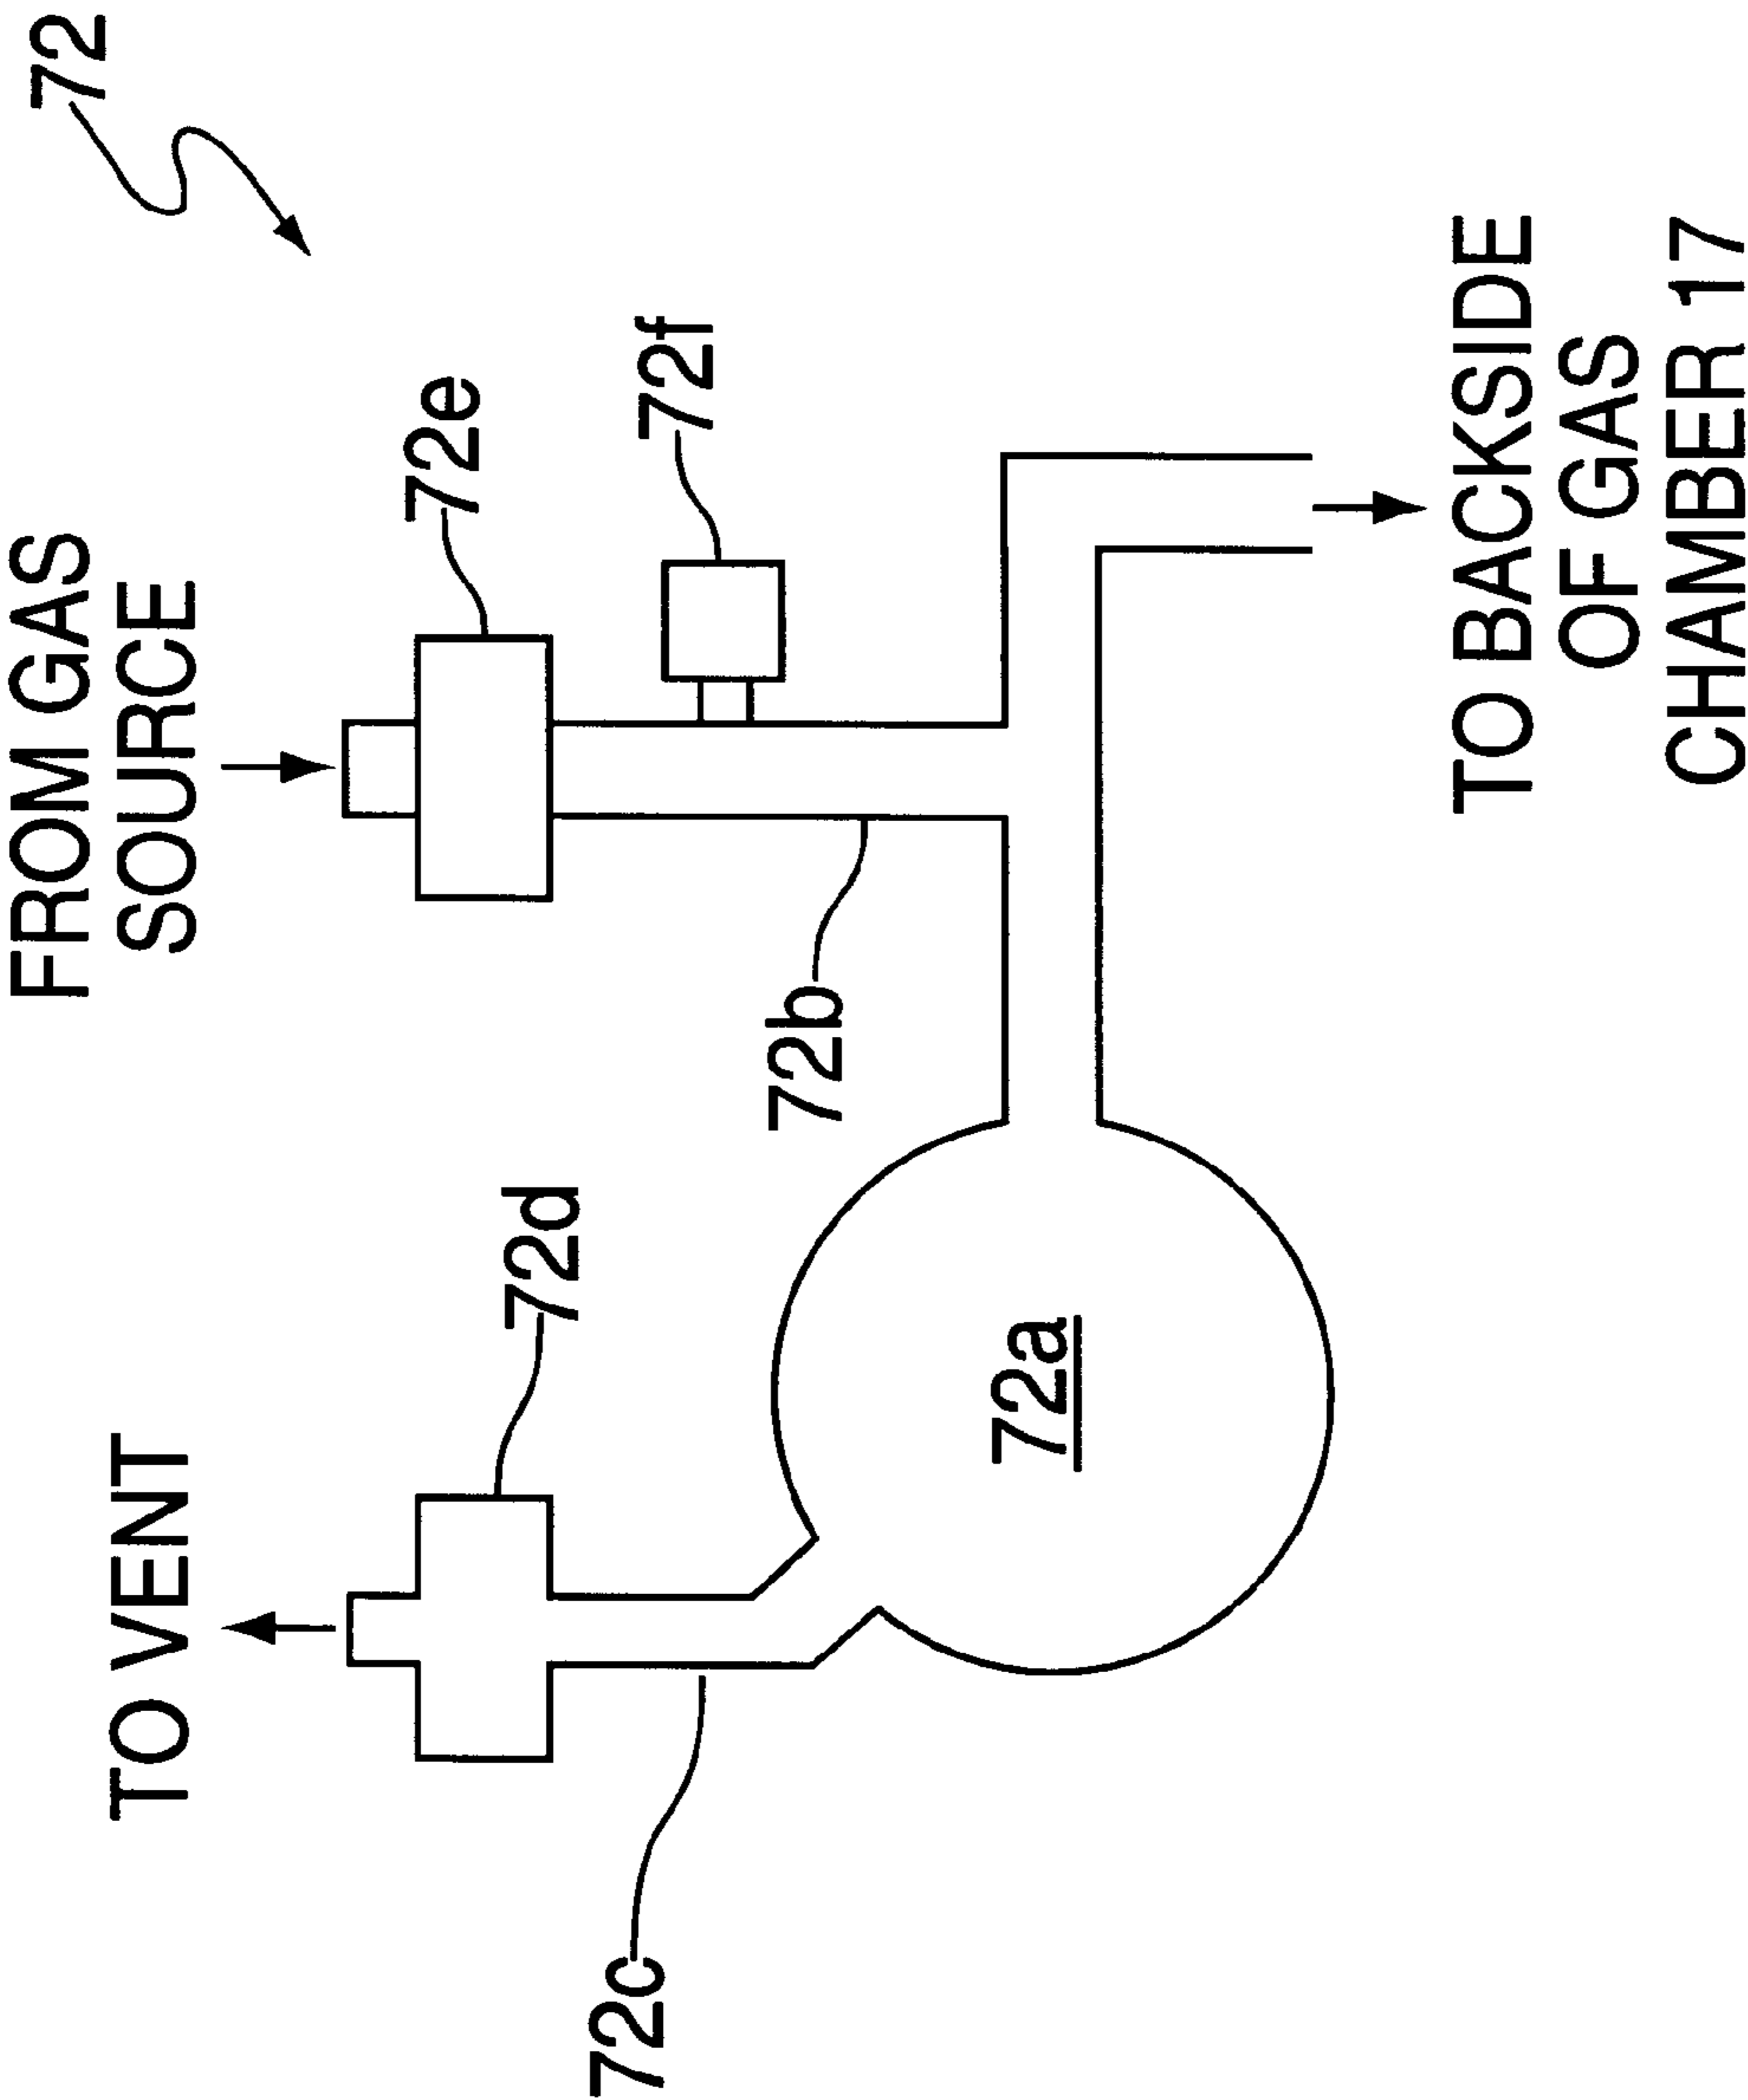 72
FROM GAS
SOURCE
TO VENT
72e
72f
72d
72b
72c
72a
TO BACKSIDE
OF GAS
CHAMBER 17